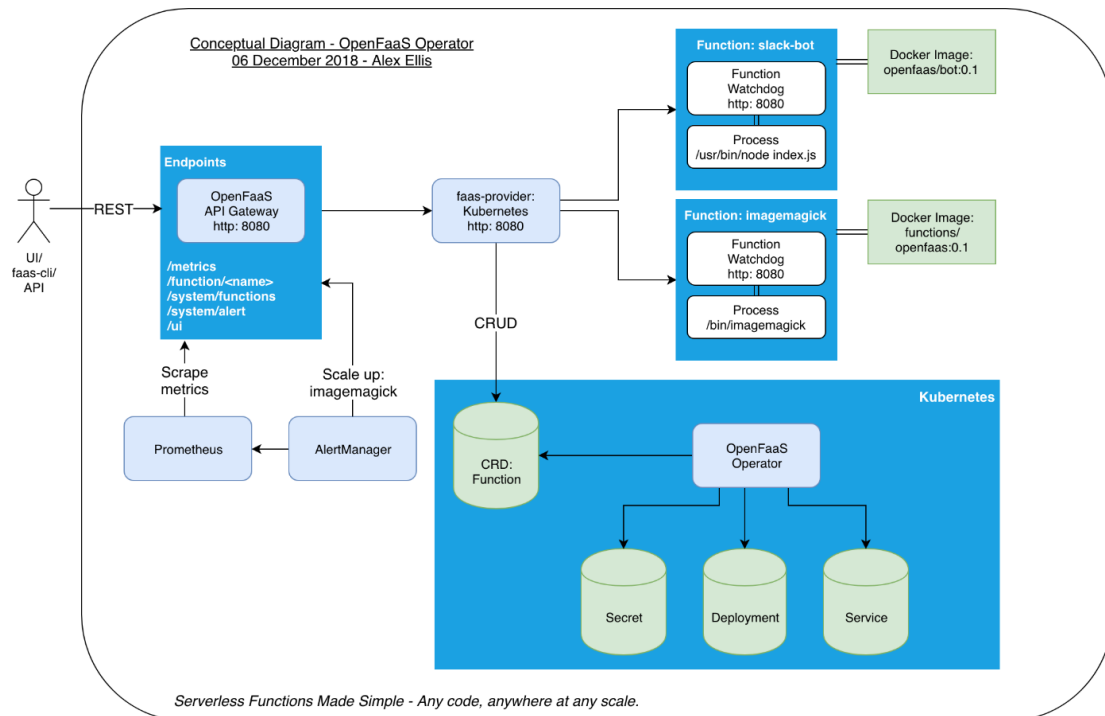 Conceptual Diagram - OpenFaaS Operator
06 December 2018 - Alex Ellis
UI/
faas-cli/
API
REST
Endpoints
OpenFaaS
API Gateway
http: 8080
/metrics
/function/<name>
/system/functions
/system/alert
/ui
faas-provider:
Kubernetes
http: 8080
Function: slack-bot
Function
Watchdog
http: 8080
Process
/usr/bin/node index.js
Docker Image:
openfaas/bot:0.1
Function: imagemagick
Function
Watchdog
http: 8080
Process
/bin/imagemagick
Docker Image:
functions/
openfaas:0.1
Scrape
metrics
Scale up:
imagemagick
Prometheus
AlertManager
CRUD
Kubernetes
CRD:
Function
OpenFaaS
Operator
Secret
Deployment
Service
Serverless Functions Made Simple - Any code, anywhere at any scale.